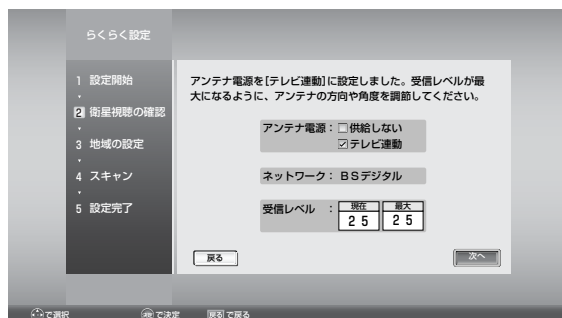 らくらく設定
1 設定開始
2 衛星視聴の確認
3 地域の設定
4 スキャン
5 設定完了
アンテナ電源を[テレビ連動]に設定しました。受信レベルが最
大になるように、アンテナの方向や角度を調節してください。
アンテナ電源：□供給しない
☑テレビ連動
ネットワーク：BSデジタル
受信レベル ： 現在 最大
25 25
戻る 次へ
で選択 決定 で決定 戻る で戻る